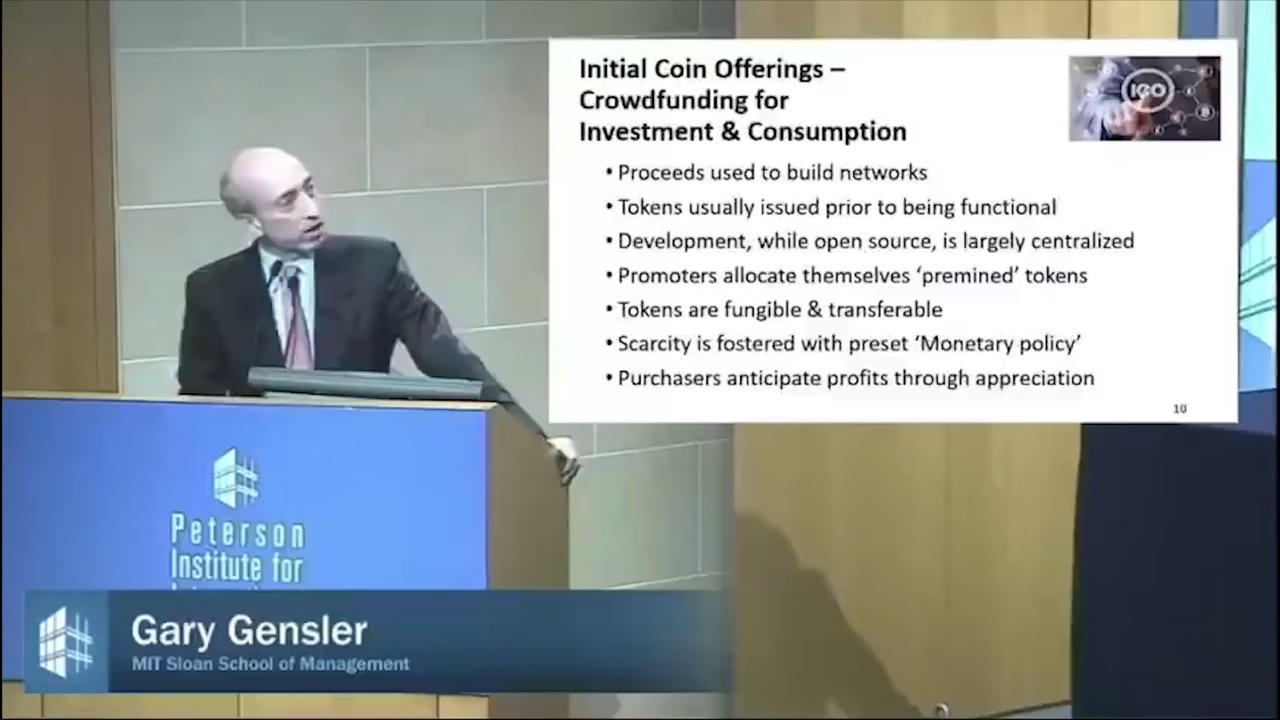 Initial Coin Offerings –
Crowdfunding for
Investment & Consumption
ICO
• Proceeds used to build networks
• Tokens usually issued prior to being functional
• Development, while open source, is largely centralized
• Promoters allocate themselves ‘premined’ tokens
• Tokens are fungible & transferable
• Scarcity is fostered with preset ‘Monetary policy’
• Purchasers anticipate profits through appreciation
10
Peterson
Institute for
Gary Gensler
MIT Sloan School of Management